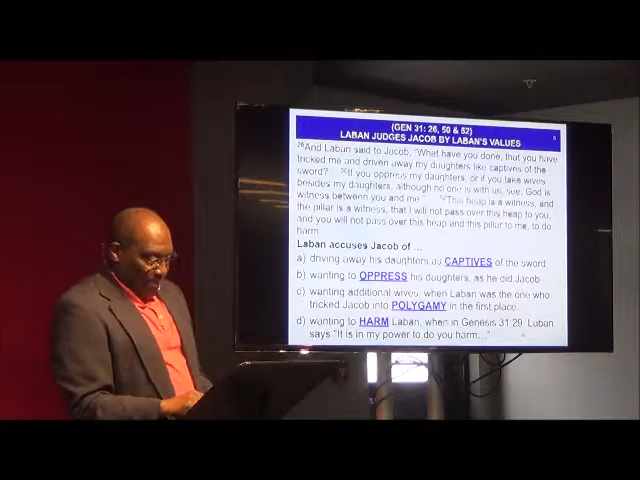 (GEN 31: 26, 50 & 52)
LABAN JUDGES JACOB BY LABAN'S VALUES
6
26And Laban said to Jacob, "What have you done, that you have
tricked me and driven away my daughters like captives of the
sword? 50If you oppress my daughters, or if you take wives
besides my daughters, although no one is with us, see, God is
witness between you and me." 52This heap is a witness, and
the pillar is a witness, that I will not pass over this heap to you,
and you will not pass over this heap and this pillar to me, to do
harm
Laban accuses Jacob of ...
a) driving away his daughters as CAPTIVES of the sword.
b) wanting to OPPRESS his daughters, as he did Jacob
c) wanting additional wives, when Laban was the one who
tricked Jacob into POLYGAMY in the first place.
d) wanting to HARM Laban, when in Genesis 31:29 Laban
says "It is in my power to do you harm..."